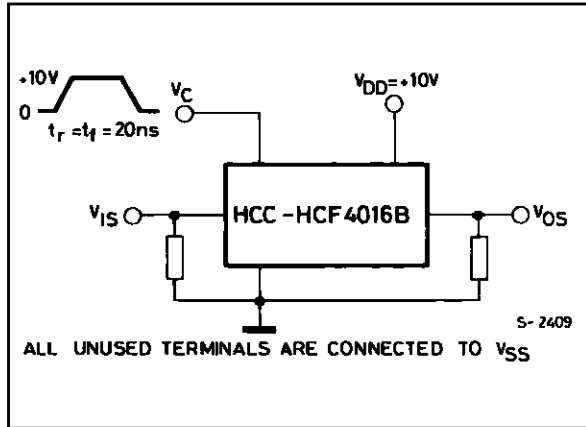 +10V
0
tr = tf = 20ns
VC
VDD=+10V
VIS
HCC-HCF4016B
VOS
S-2409
ALL UNUSED TERMINALS ARE CONNECTED TO VSS